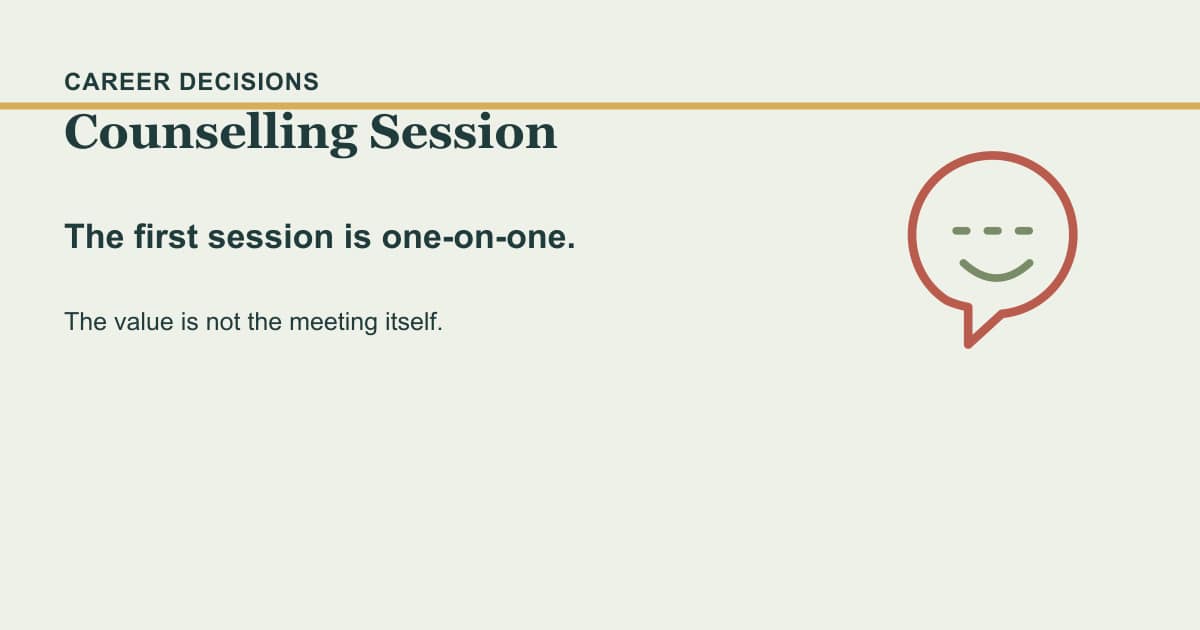 CAREER DECISIONS
Counselling Session
The first session is one-on-one.
The value is not the meeting itself.